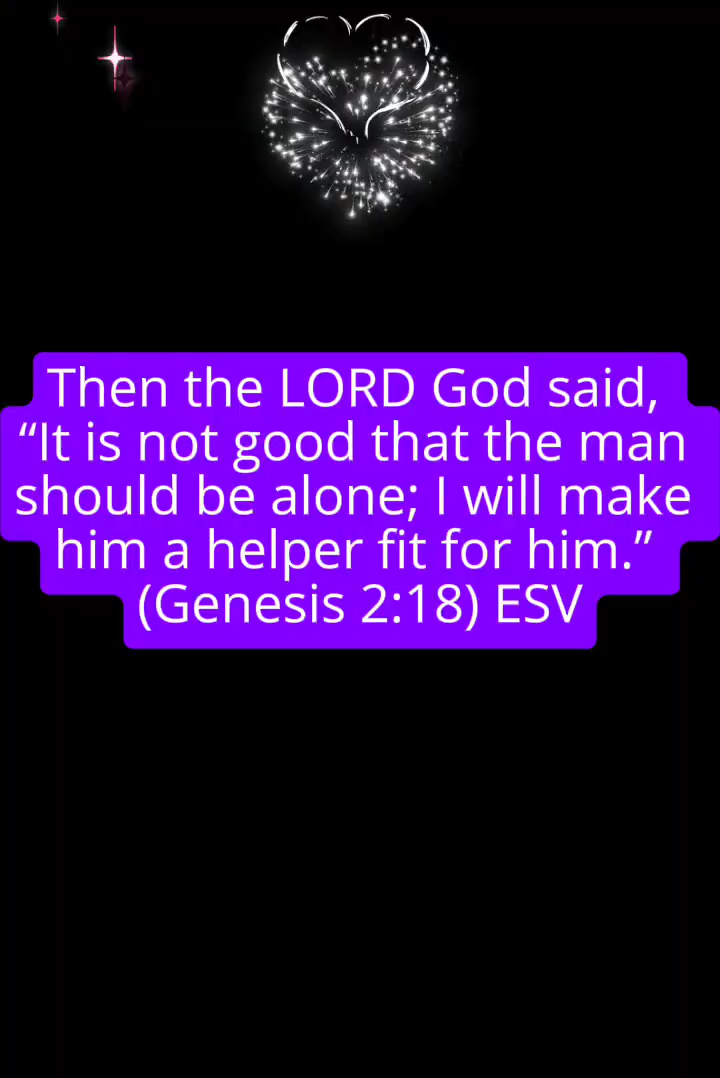 Then the LORD God said,
“It is not good that the man
should be alone; I will make
him a helper fit for him.”
(Genesis 2:18) ESV